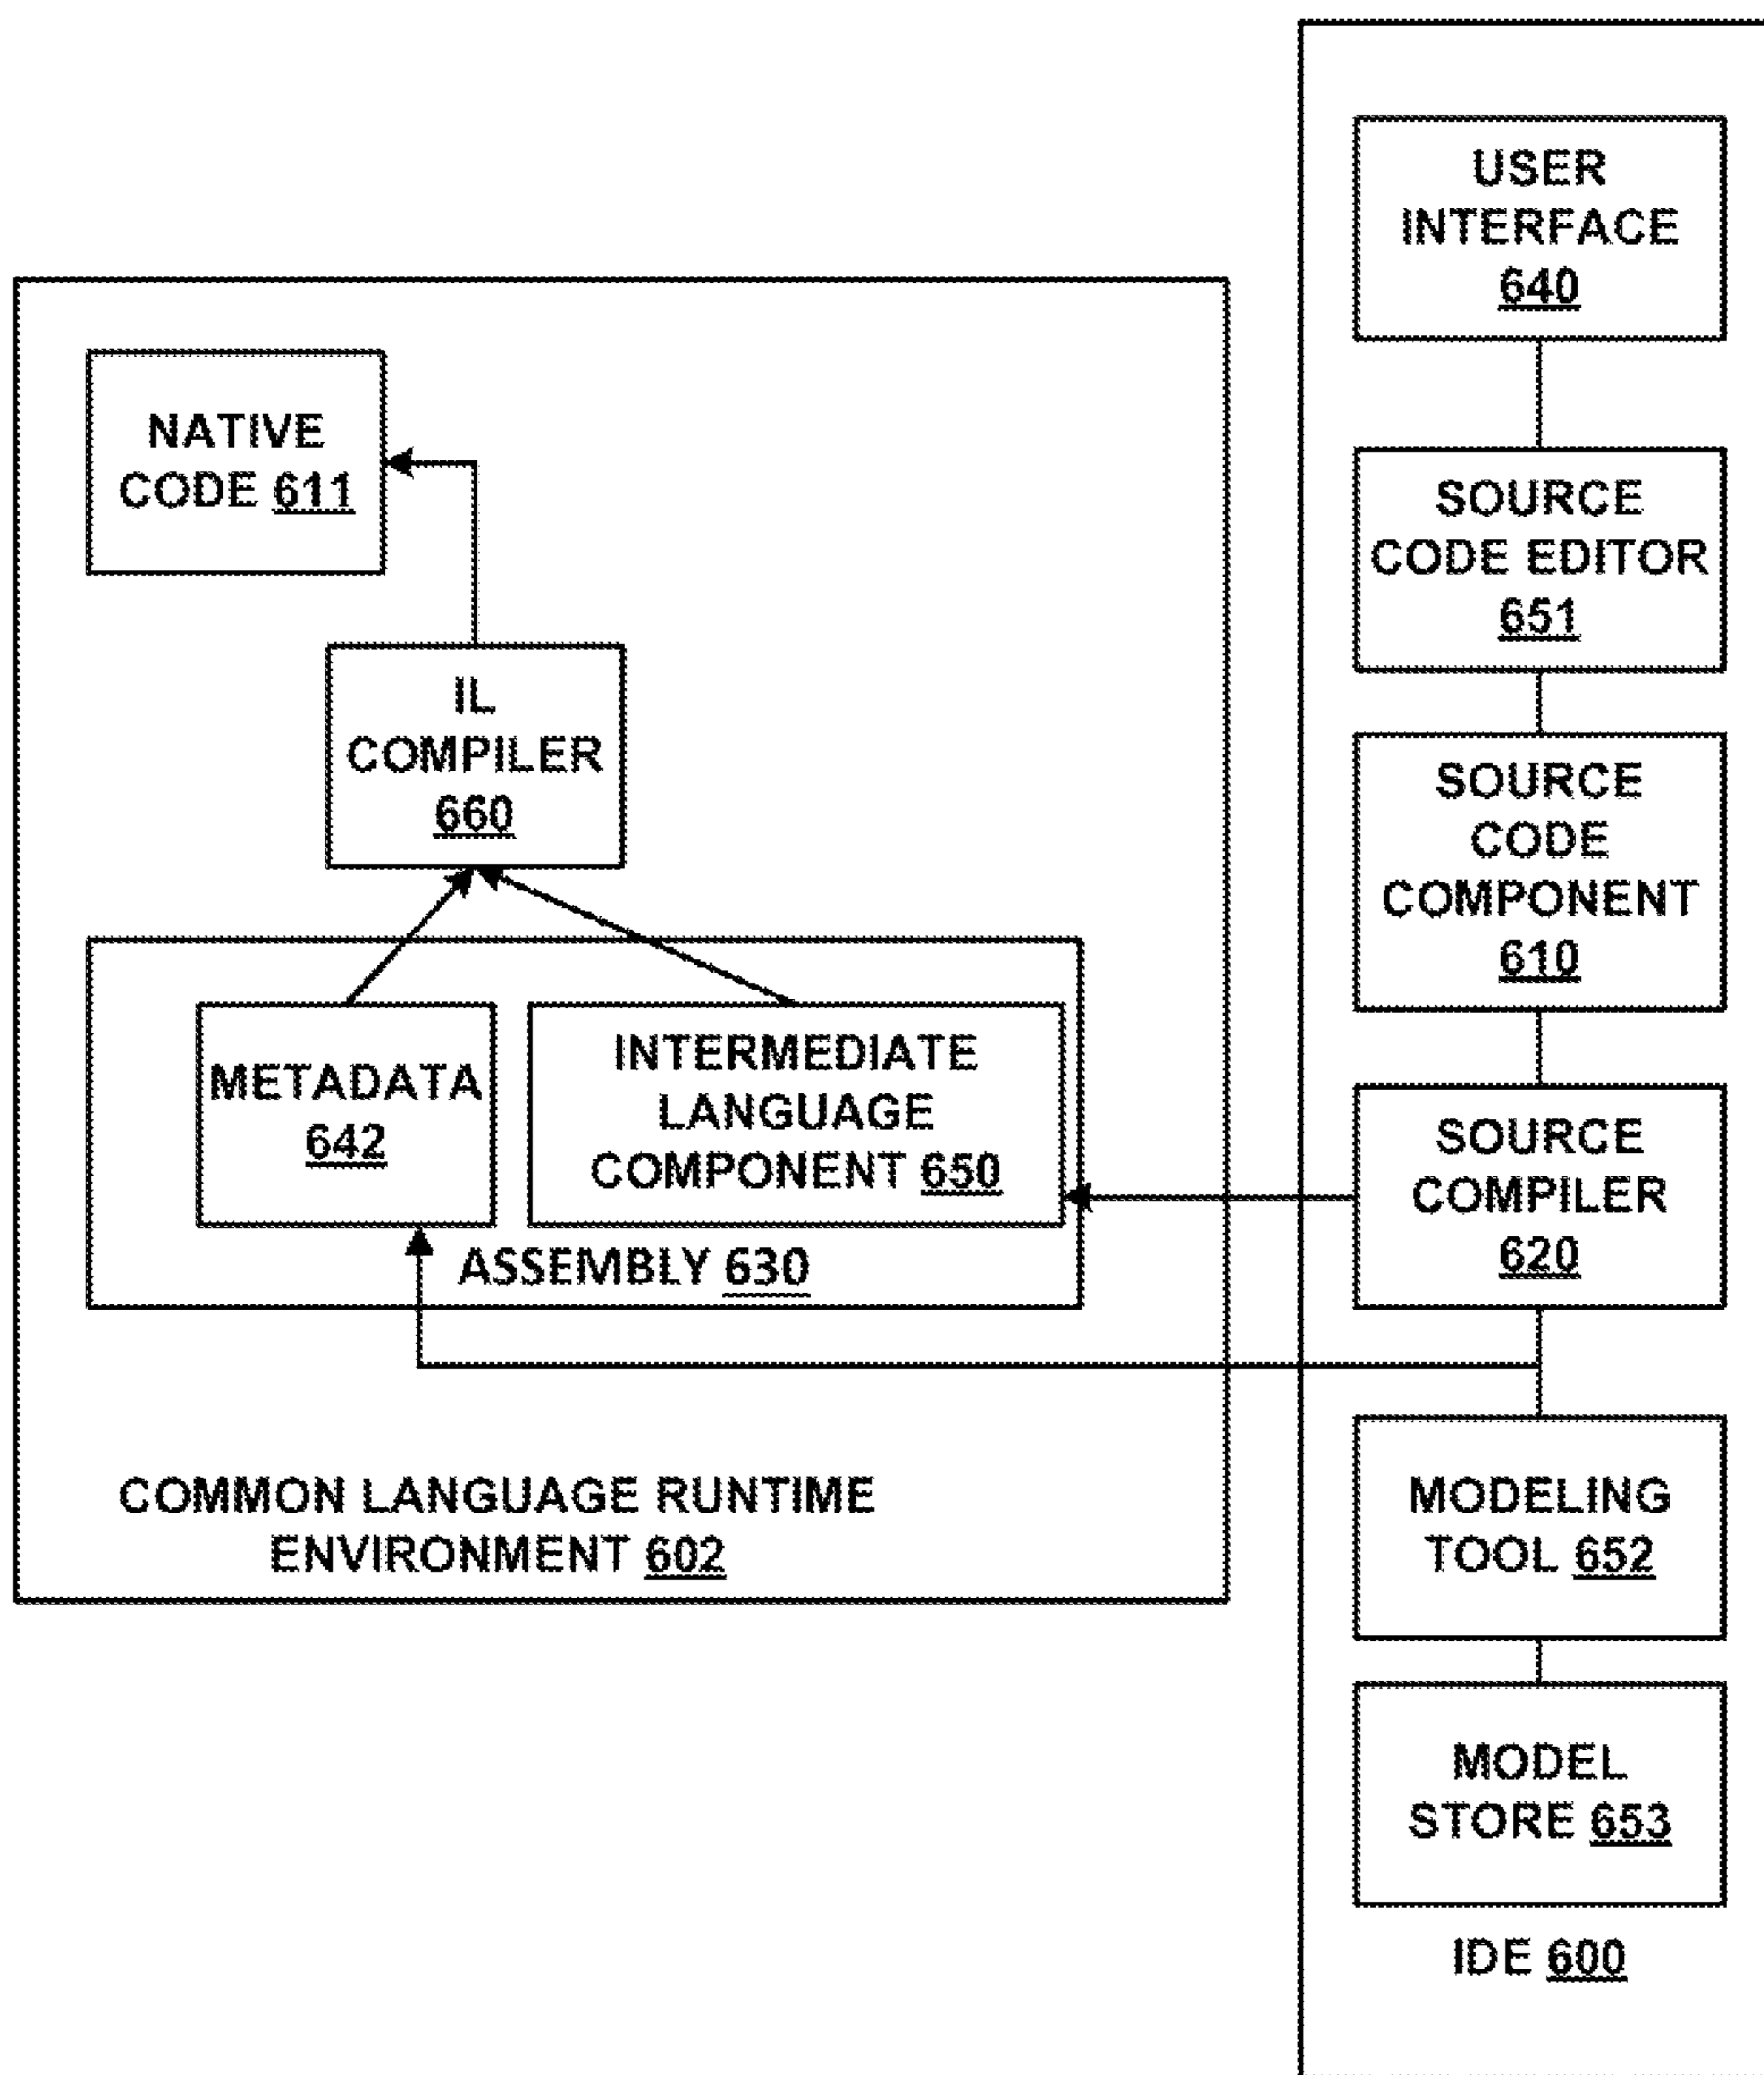 USER
INTERFACE
640
NATIVE
CODE 611
SOURCE
CODE EDITOR
651
IL
COMPILER
660
SOURCE
CODE
COMPONENT
610
METADATA
642
INTERMEDIATE
LANGUAGE
COMPONENT 650
SOURCE
COMPILER
620
ASSEMBLY 630
COMMON LANGUAGE RUNTIME
ENVIRONMENT 602
MODELING
TOOL 652
MODEL
STORE 653
IDE 600